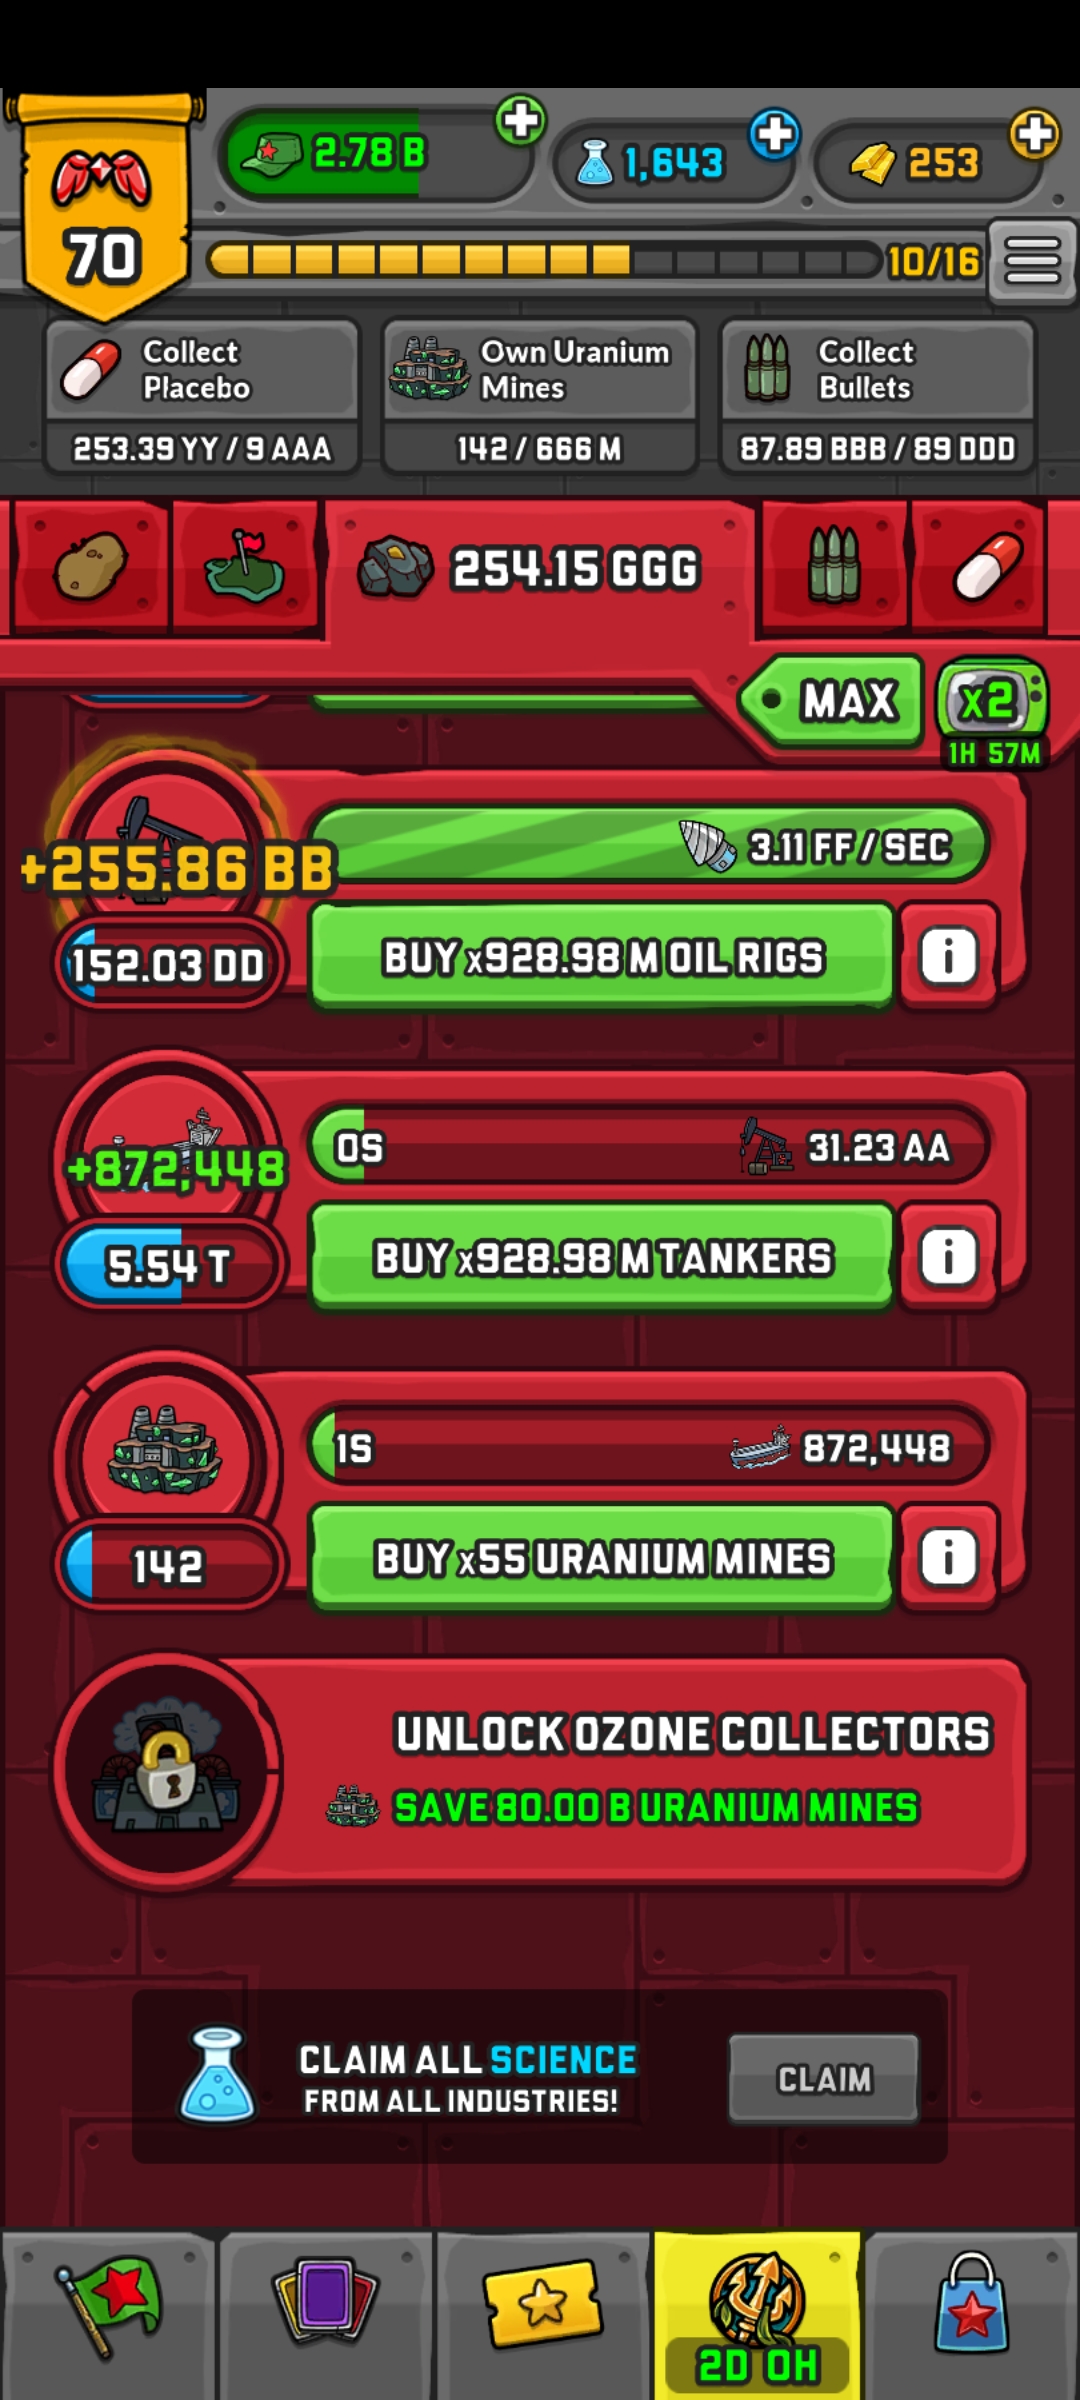 2.78 B
1,643
253
70
10/16
Collect
Placebo
253.39 YY / 9 AAA
Own Uranium
Mines
142 / 666 M
Collect
Bullets
87.89 BBB / 89 DDD
254.15 GGG
MAX
x2
1H 57M
+255.86 BB
3.11 FF / SEC
152.03 DD
BUY x928.98 M OIL RIGS
i
+872,448
0S
31.23 AA
5.54 T
BUY x928.98 M TANKERS
i
1S
872,448
142
BUY x55 URANIUM MINES
i
UNLOCK OZONE COLLECTORS
SAVE 80.00 B URANIUM MINES
CLAIM ALL SCIENCE
FROM ALL INDUSTRIES!
CLAIM
2D 0H